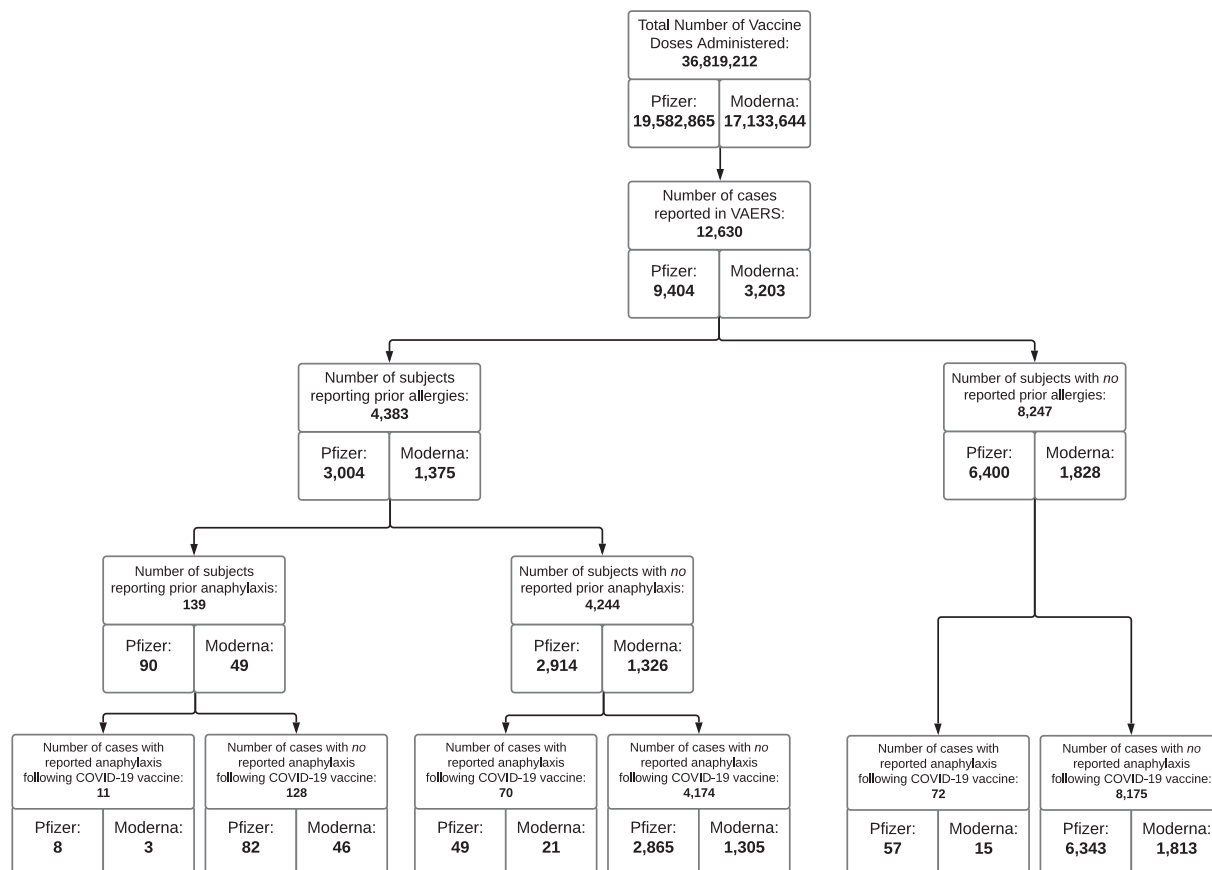 Total Number of Vaccine
Doses Administered:
36,819,212
Pfizer:
19,582,865
Moderna:
17,133,644
Number of cases
reported in VAERS:
12,630
Pfizer:
9,404
Moderna:
3,203
Number of subjects
reporting prior allergies:
4,383
Pfizer:
3,004
Moderna:
1,375
Number of subjects with no
reported prior allergies:
8,247
Pfizer:
6,400
Moderna:
1,828
Number of subjects
reporting prior anaphylaxis:
139
Pfizer:
90
Moderna:
49
Number of subjects with no
reported prior anaphylaxis:
4,244
Pfizer:
2,914
Moderna:
1,326
Number of cases with
reported anaphylaxis
following COVID-19 vaccine:
11
Pfizer:
8
Moderna:
3
Number of cases with no
reported anaphylaxis
following COVID-19 vaccine:
128
Pfizer:
82
Moderna:
46
Number of cases with
reported anaphylaxis
following COVID-19 vaccine:
70
Pfizer:
49
Moderna:
21
Number of cases with no
reported anaphylaxis
following COVID-19 vaccine:
4,174
Pfizer:
2,865
Moderna:
1,305
Number of cases with
reported anaphylaxis
following COVID-19 vaccine:
72
Pfizer:
57
Moderna:
15
Number of cases with no
reported anaphylaxis
following COVID-19 vaccine:
8,175
Pfizer:
6,343
Moderna:
1,813